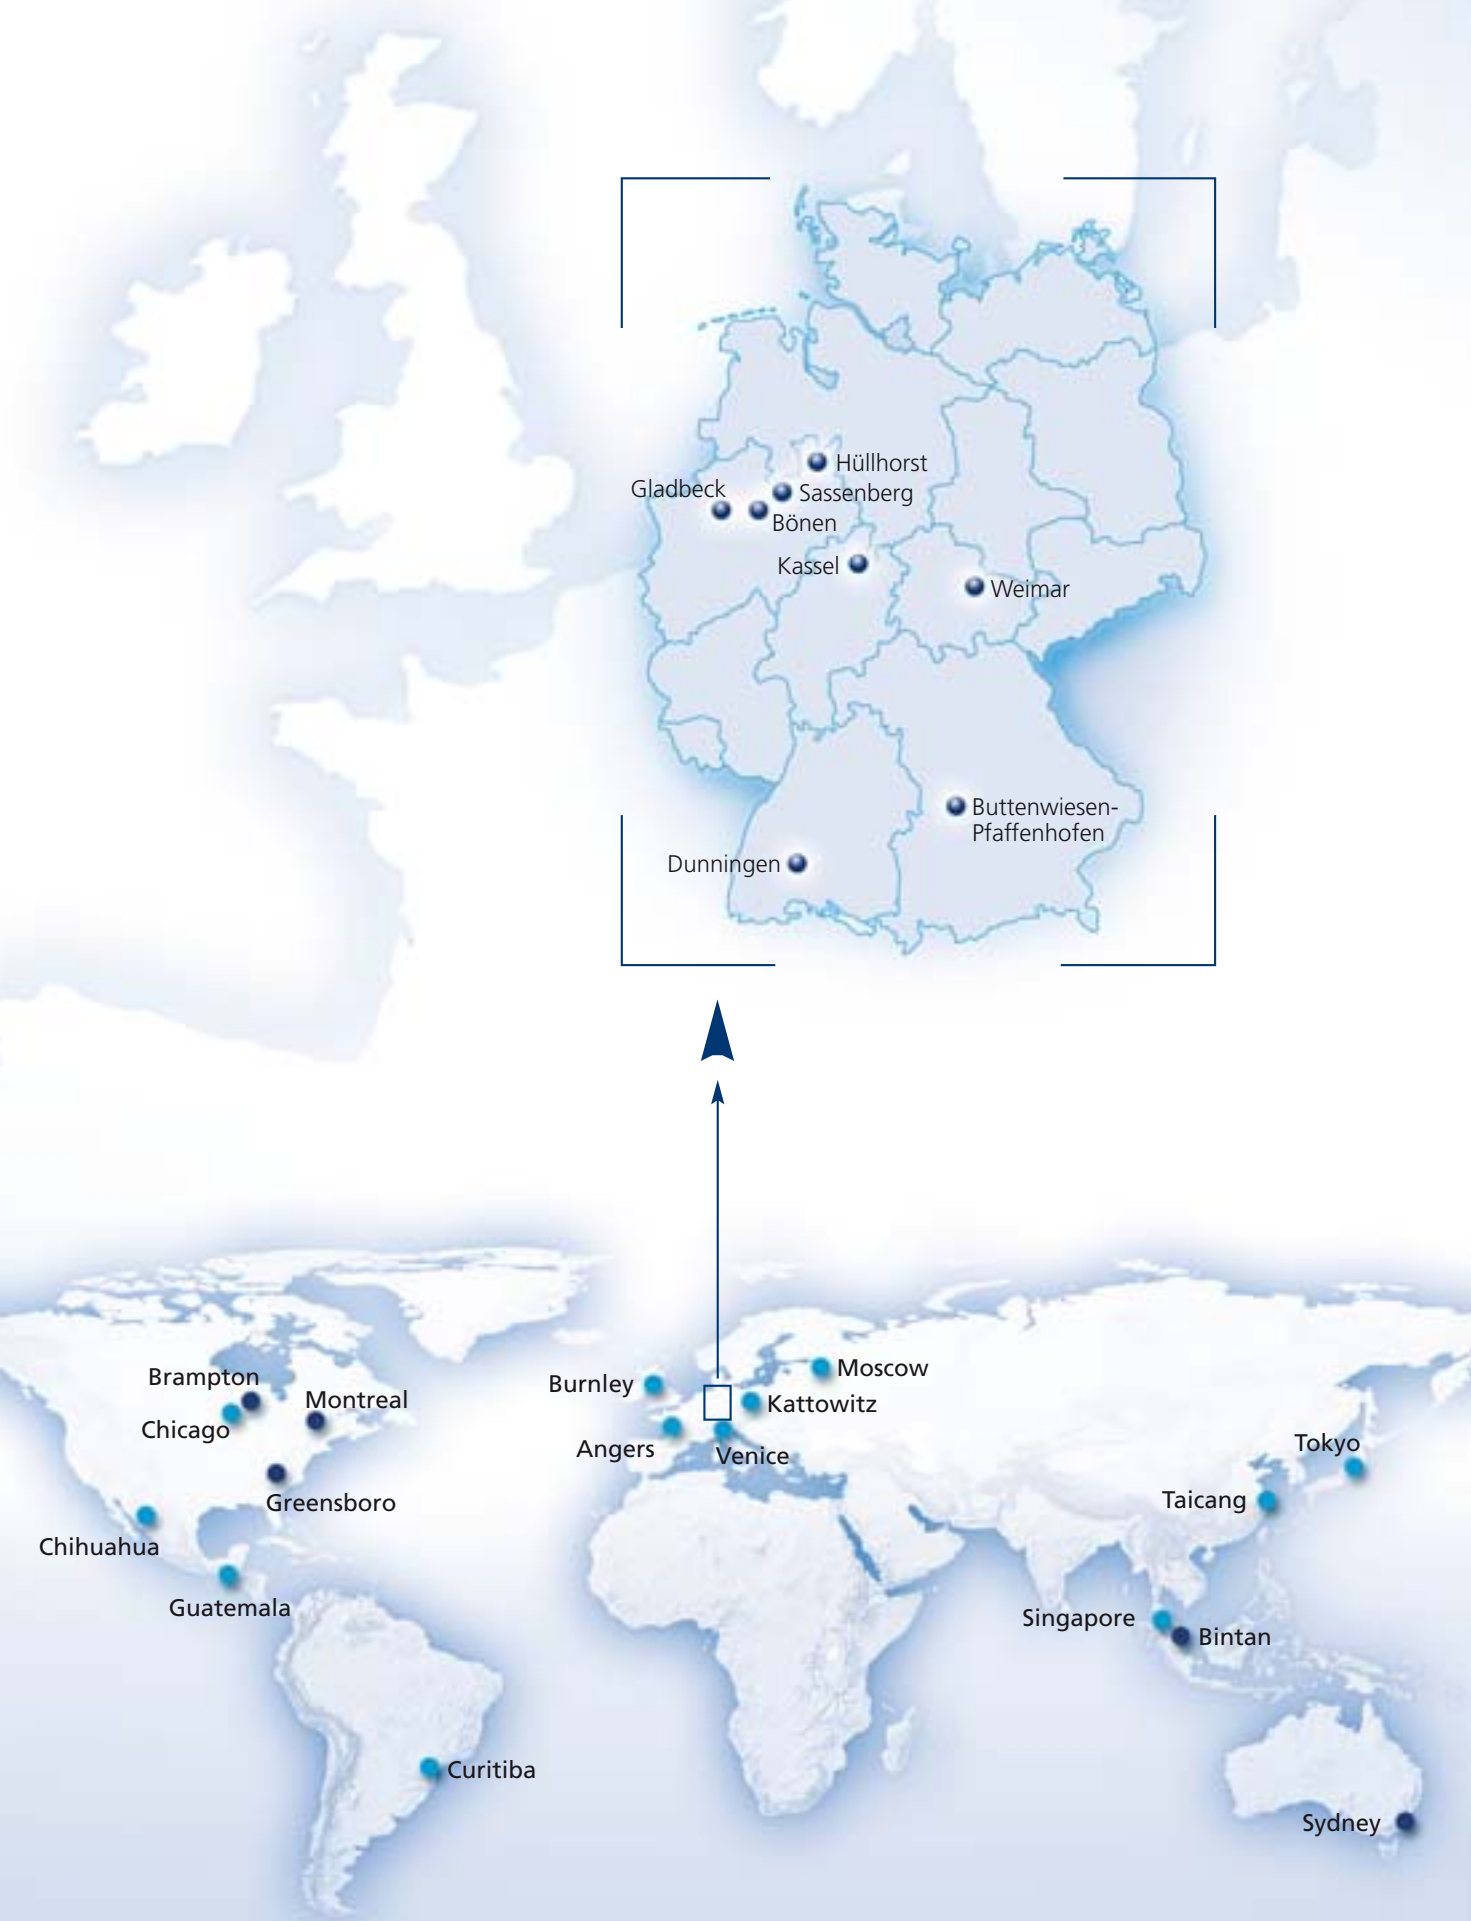 Hüllhorst
Gladbeck
Sassenberg
Bönen
Kassel
Weimar
Buttenwiesen-
Pfaffenhofen
Dunningen
Moscow
Brampton
Burnley
Montreal
Kattowitz
Chicago
Tokyo
Angers
Venice
Taicang
Greensboro
Chihuahua
Guatemala
Singapore
Bintan
Curitiba
Sydney